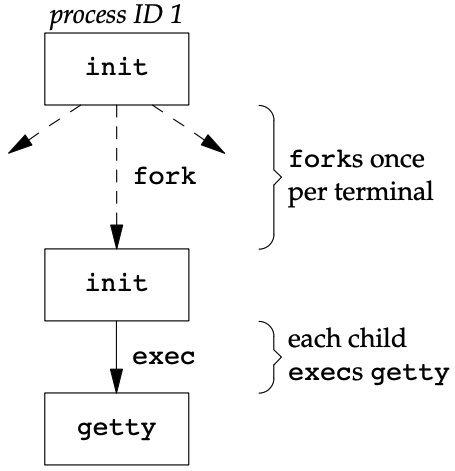 process ID 1
init
fork
forks once
per terminal
init
exec
each child
execs getty
getty